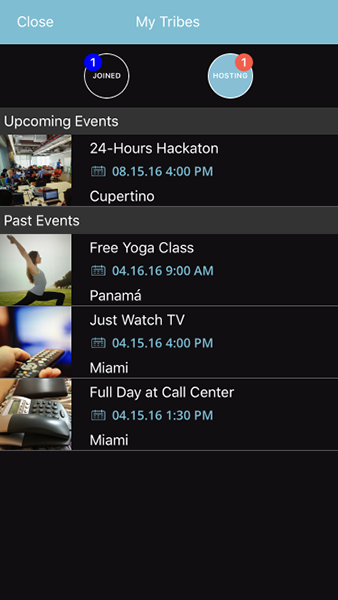 Close My Tribes
1 1
JOINED HOSTING
Upcoming Events
24-Hours Hackaton
08.15.16 4:00 PM
Cupertino
Past Events
Free Yoga Class
04.16.16 9:00 AM
Panamá
Just Watch TV
04.15.16 4:00 PM
Miami
Full Day at Call Center
04.15.16 1:30 PM
Miami